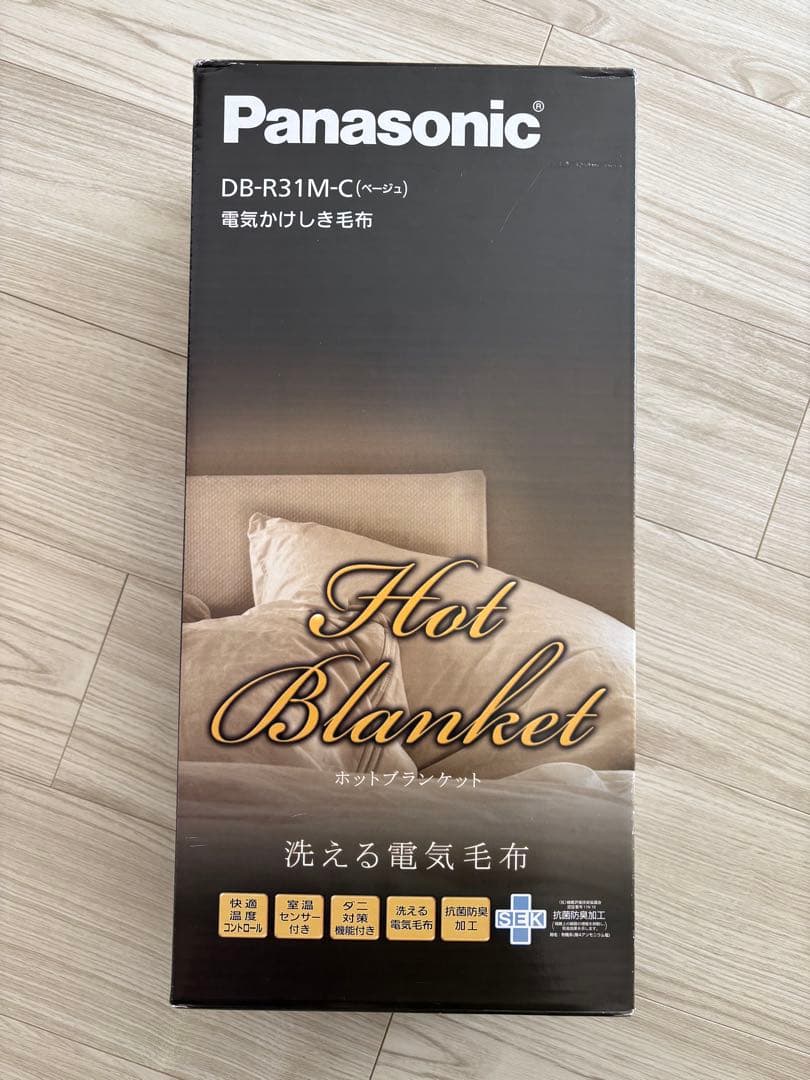 Panasonic®
DB-R31M-C(ベージュ)
電気かけしき毛布
Hot
Blanket
ホットブランケット
洗える電気毛布
快適
温度
コントロール
室温
センサー
付き
ダニ
対策
機能付き
洗える
電気毛布
抗菌防臭
加工
SEK
抗菌防臭加工